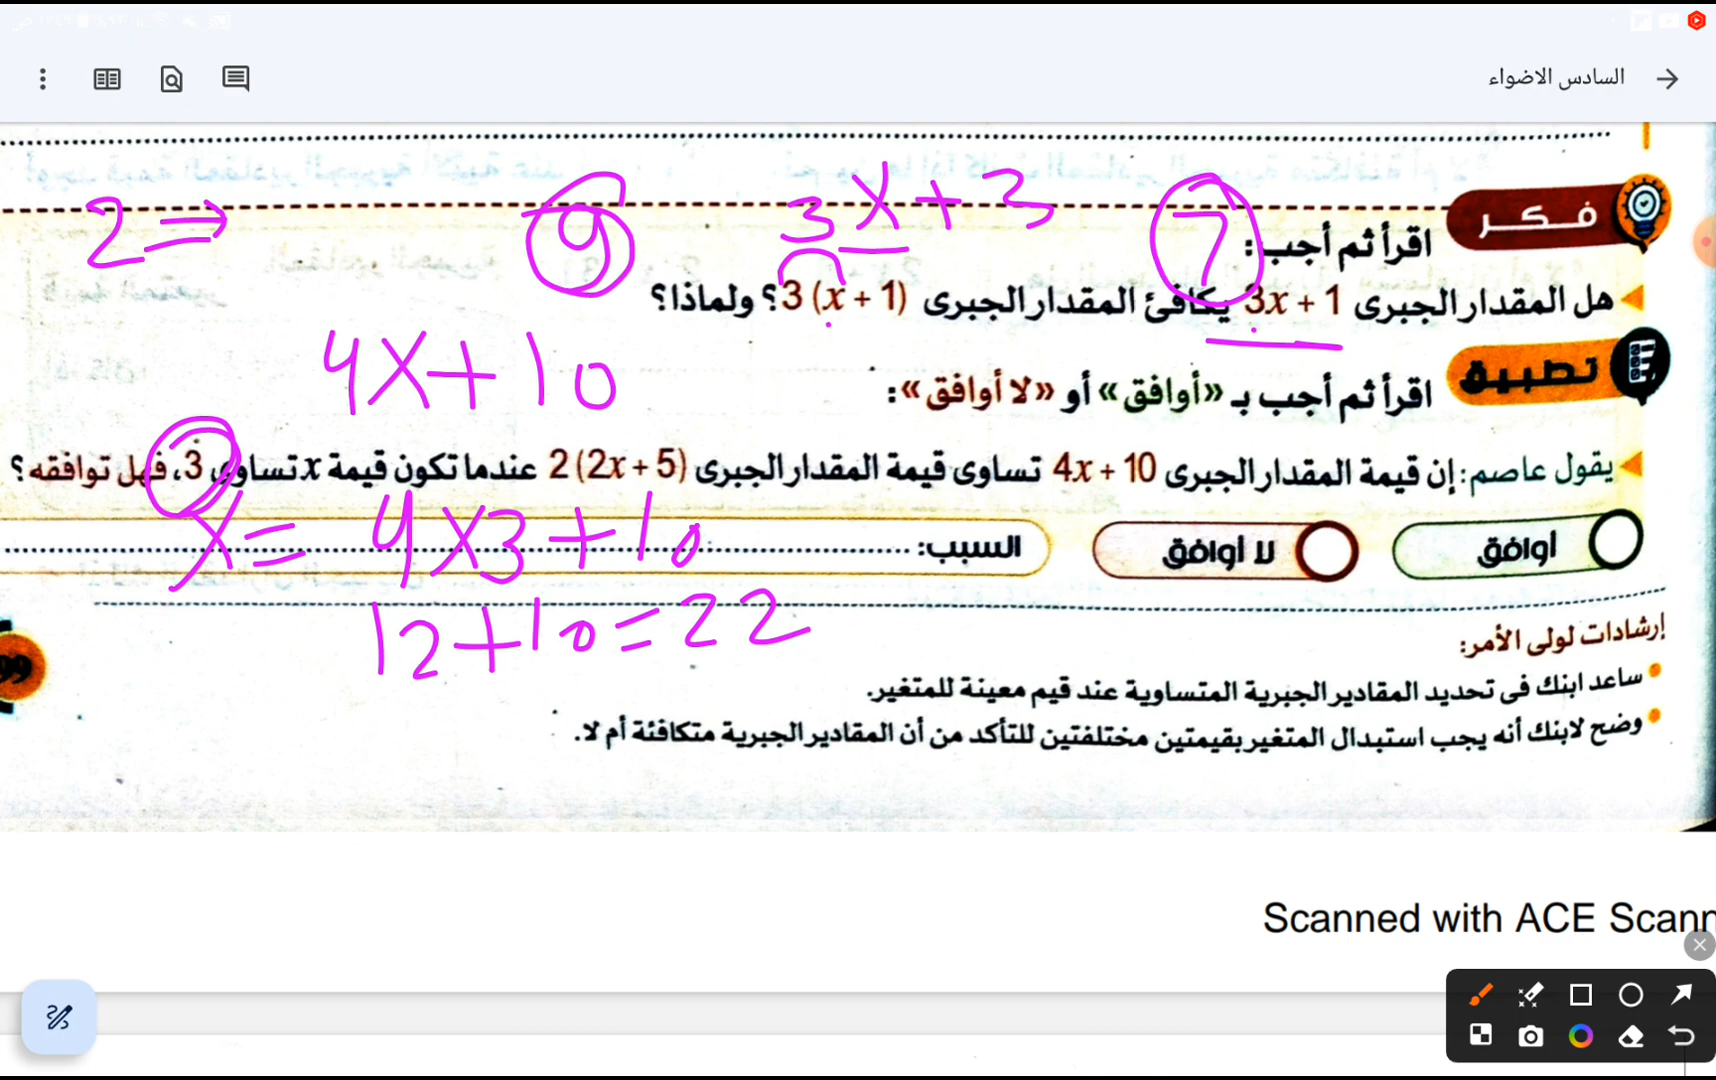 السادس الاضواء
فكر
اقرأ ثم أجب:
2 ⇒
9
3x+3
7
هل المقدار الجبرى 3x + 1 يكافئ المقدار الجبرى 3 (x + 1)؟ ولماذا؟
4x+10
تطبيق
اقرأ ثم أجب بـ «أوافق» أو «لا أوافق»:
يقول عاصم: إن قيمة المقدار الجبرى 4x + 10 تساوى قيمة المقدار الجبرى 2 (2x + 5) عندما تكون قيمة x تساوى 3، فهل توافقه؟
x= 4x3+10
أوافق
لا أوافق
السبب:
12+10=22
إرشادات لولى الأمر:
ساعد ابنك فى تحديد المقادير الجبرية المتساوية عند قيم معينة للمتغير.
وضح لابنك أنه يجب استبدال المتغير بقيمتين مختلفتين للتأكد من أن المقادير الجبرية متكافئة أم لا.
99
Scanned with ACE Scann